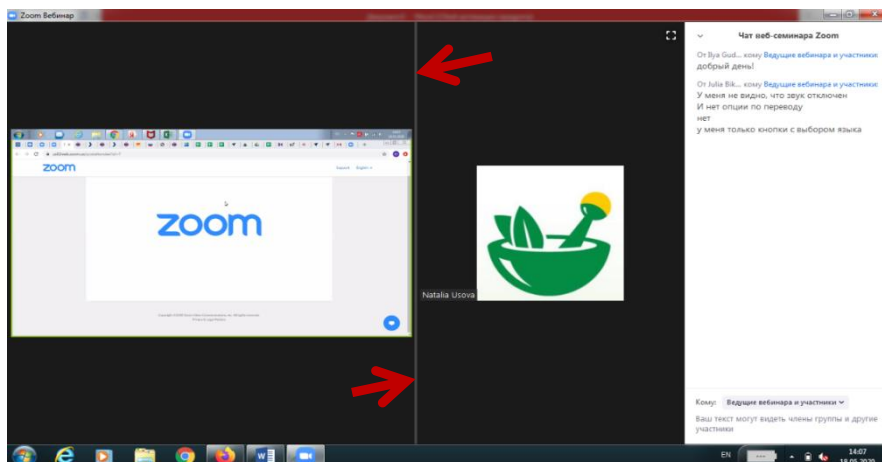 Zoom Вебинар
zoom
zoom
Natalia Usova
Чат веб-семинара Zoom
От Ilya Gud... кому Ведущие вебинара и участники:
добрый день!
От Julia Bik... кому Ведущие вебинара и участники:
У меня не видно, что звук отключен
И нет опции по переводу
нет
у меня только кнопки с выбором языка
Кому: Ведущие вебинара и участники
Ваш текст могут видеть члены группы и другие
участники
EN
14:07